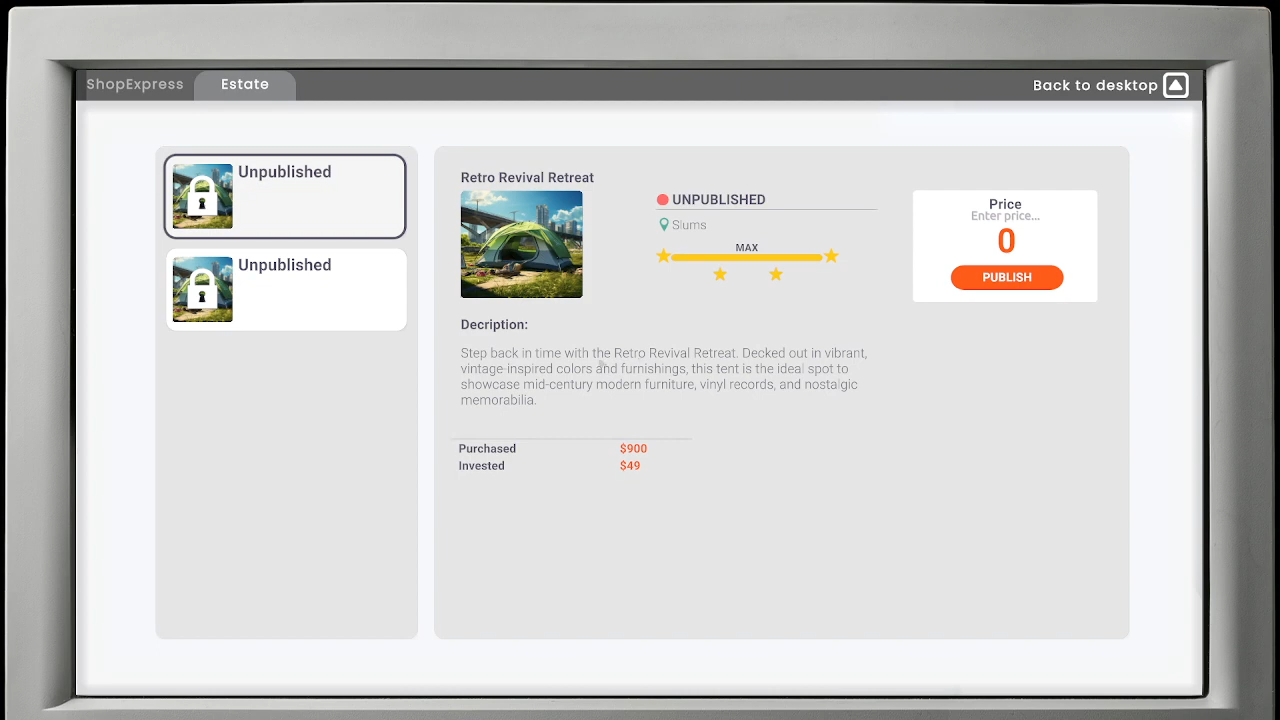 ShopExpress
Estate
Back to desktop
Unpublished
Unpublished
Retro Revival Retreat
UNPUBLISHED
Slums
MAX
Price
Enter price...
0
PUBLISH
Decription:
Step back in time with the Retro Revival Retreat. Decked out in vibrant,
vintage-inspired colors and furnishings, this tent is the ideal spot to
showcase mid-century modern furniture, vinyl records, and nostalgic
memorabilia.
Purchased $900
Invested $49